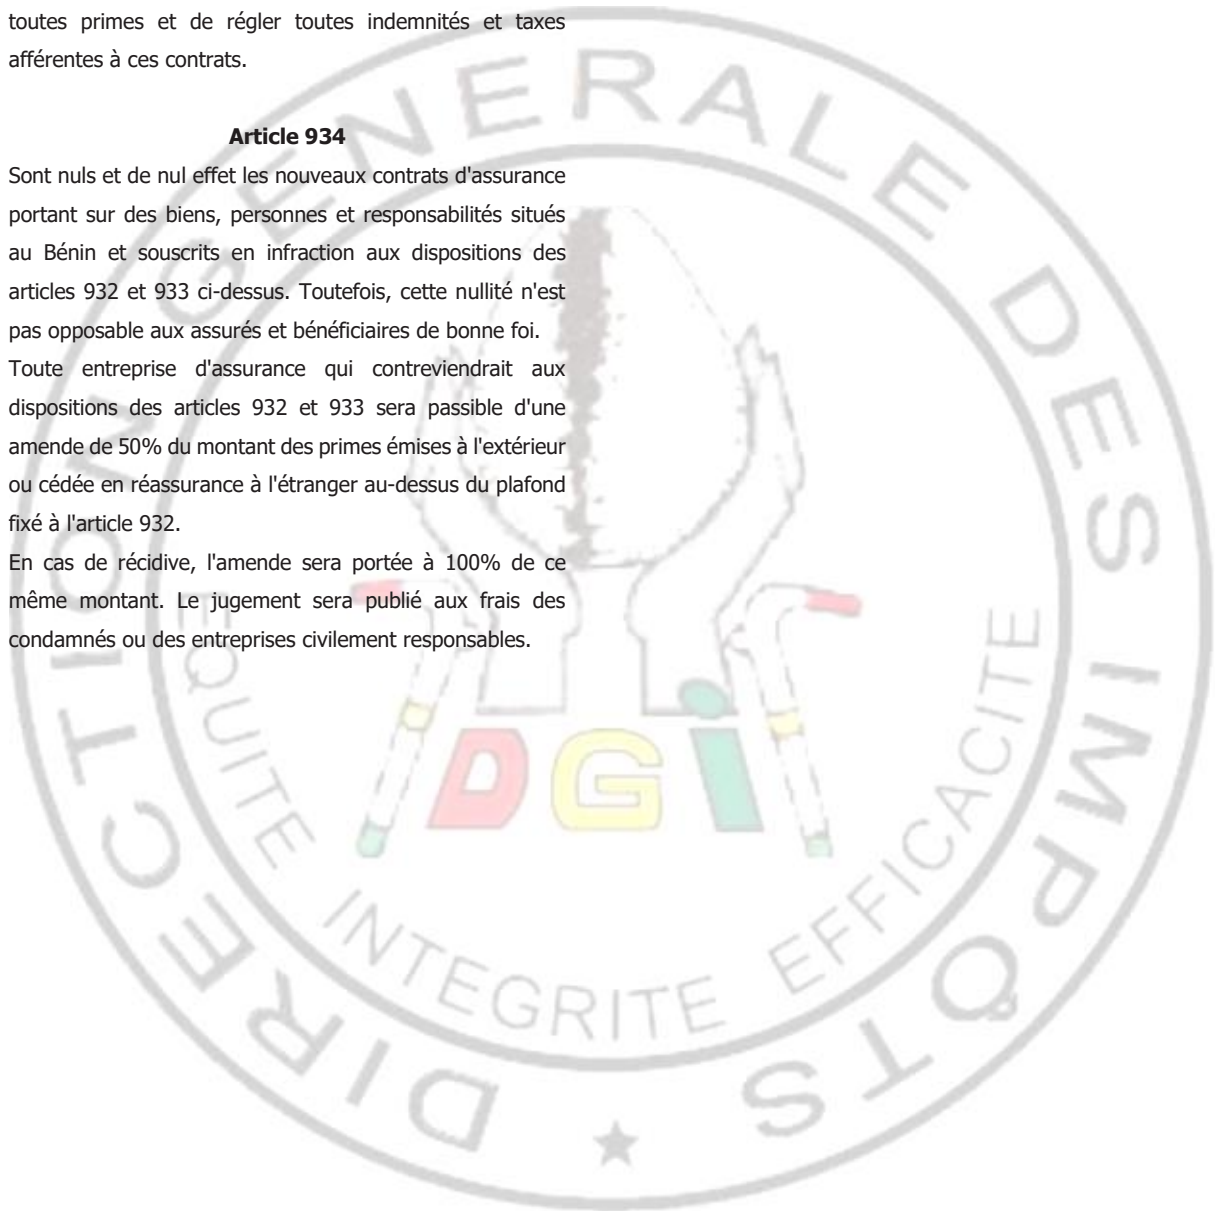 toutes primes et de régler toutes indemnités et taxes
afférentes à ces contrats.
Article 934
Sont nuls et de nul effet les nouveaux contrats d'assurance
portant sur des biens, personnes et responsabilités situés
au Bénin et souscrits en infraction aux dispositions des
articles 932 et 933 ci-dessus. Toutefois, cette nullité n'est
pas opposable aux assurés et bénéficiaires de bonne foi.
Toute entreprise d'assurance qui contreviendrait aux
dispositions des articles 932 et 933 sera passible d'une
amende de 50% du montant des primes émises à l'extérieur
ou cédée en réassurance à l'étranger au-dessus du plafond
fixé à l'article 932.
En cas de récidive, l'amende sera portée à 100% de ce
même montant. Le jugement sera publié aux frais des
condamnés ou des entreprises civilement responsables.
DIRECTION GENERALE DES IMPÔTS
EQUITE INTEGRITE EFFICACITE
DGI